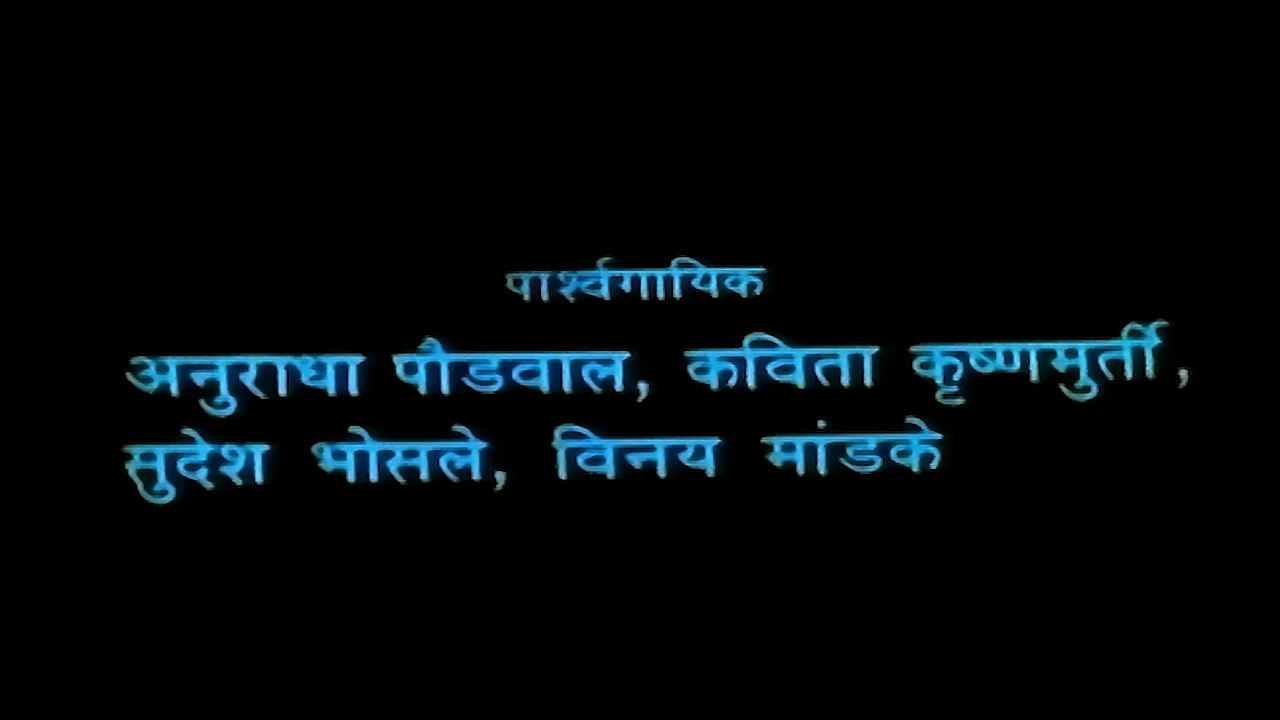 पार्श्वगायिक
अनुराधा पौडवाल, कविता कृष्णमुर्ती,
सुदेश भोसले, विनय मांडके